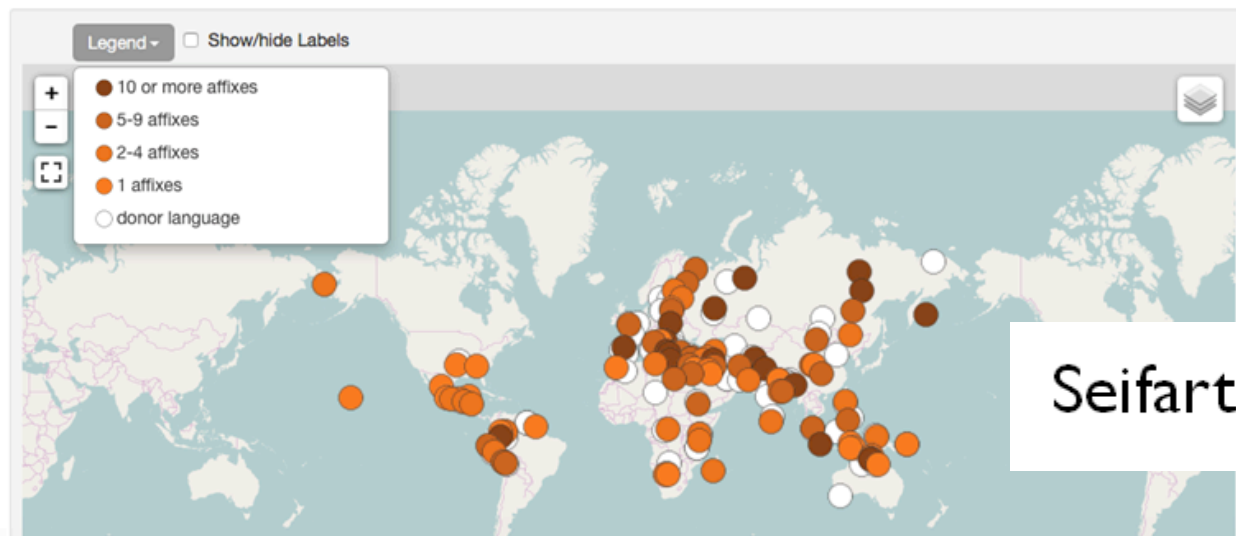 Legend
Show/hide Labels
+
−
10 or more affixes
5-9 affixes
2-4 affixes
1 affixes
donor language
Seifart